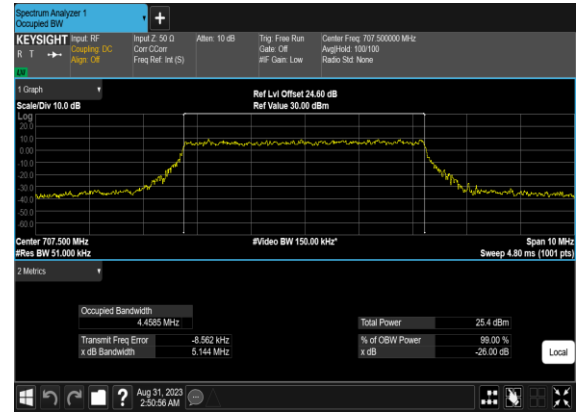 Spectrum Analyzer 1
Occupied BW
+
KEYSIGHT
R T
LW
Input: RF
Coupling: DC
Align: Off
Input Z: 50 Ω
Corr CCorr
Freq Ref: Int (S)
Atten: 10 dB
Trig: Free Run
Gate: Off
#IF Gain: Low
Center Freq: 707.500000 MHz
Avg|Hold: 100/100
Radio Std: None
1 Graph
Scale/Div 10.0 dB
Ref Lvl Offset 24.60 dB
Ref Value 30.00 dBm
Log
20.0
10.0
0.00
-10.0
-20.0
-30.0
-40.0
-50.0
-60.0
Center 707.500 MHz
#Res BW 51.000 kHz
#Video BW 150.00 kHz*
Span 10 MHz
Sweep 4.80 ms (1001 pts)
2 Metrics
Occupied Bandwidth
4.4585 MHz
Total Power 25.4 dBm
Transmit Freq Error -8.562 kHz
% of OBW Power 99.00 %
x dB Bandwidth 5.144 MHz
x dB -26.00 dB
Local
?
Aug 31, 2023
2:50:56 AM